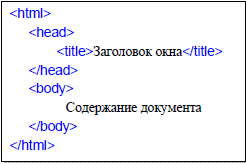 <html>
<head>
<title>Заголовок окна</title>
</head>
<body>
Содержание документа
</body>
</html>